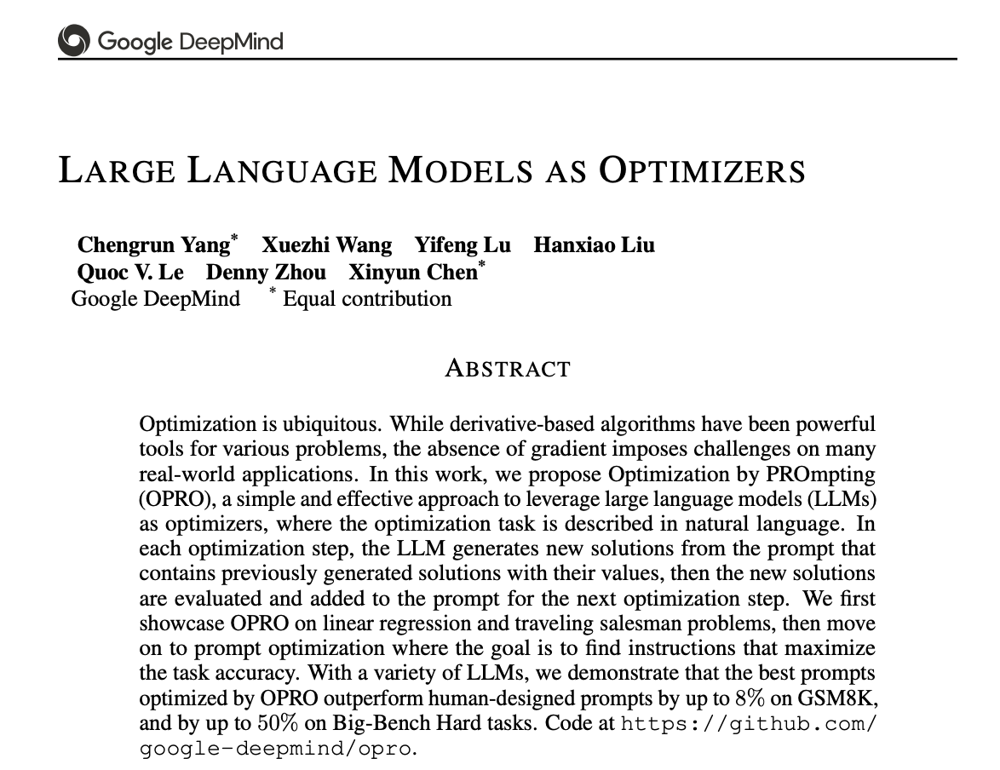 Google DeepMind
LARGE LANGUAGE MODELS AS OPTIMIZERS
Chengrun Yang* Xuezhi Wang Yifeng Lu Hanxiao Liu
Quoc V. Le Denny Zhou Xinyun Chen*
Google DeepMind * Equal contribution
ABSTRACT
Optimization is ubiquitous. While derivative-based algorithms have been powerful
tools for various problems, the absence of gradient imposes challenges on many
real-world applications. In this work, we propose Optimization by PROmpting
(OPRO), a simple and effective approach to leverage large language models (LLMs)
as optimizers, where the optimization task is described in natural language. In
each optimization step, the LLM generates new solutions from the prompt that
contains previously generated solutions with their values, then the new solutions
are evaluated and added to the prompt for the next optimization step. We first
showcase OPRO on linear regression and traveling salesman problems, then move
on to prompt optimization where the goal is to find instructions that maximize
the task accuracy. With a variety of LLMs, we demonstrate that the best prompts
optimized by OPRO outperform human-designed prompts by up to 8% on GSM8K,
and by up to 50% on Big-Bench Hard tasks. Code at https://github.com/
google-deepmind/opro.